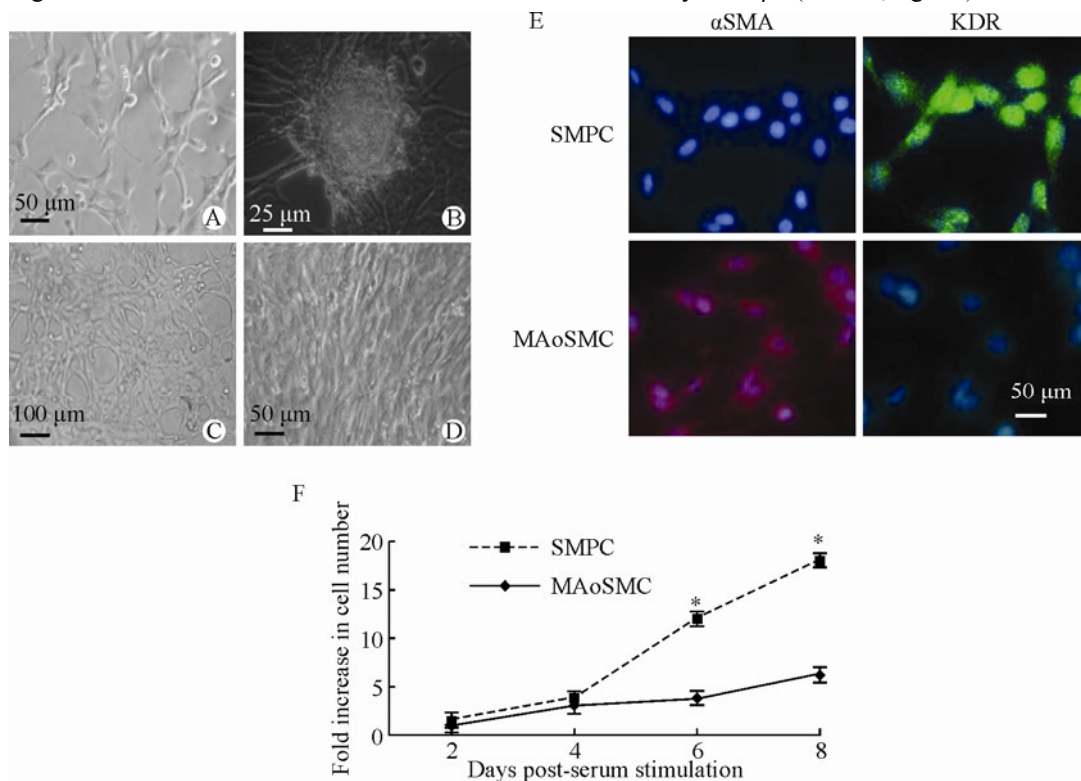 E
αSMA KDR
SMPC
50 μm A
25 μm B
MAoSMC
100 μm C
50 μm D
50 μm
F
Fold increase in cell number
20
15
10
5
0
SMPC
MAoSMC
*
*
2 4 6 8
Days post-serum stimulation